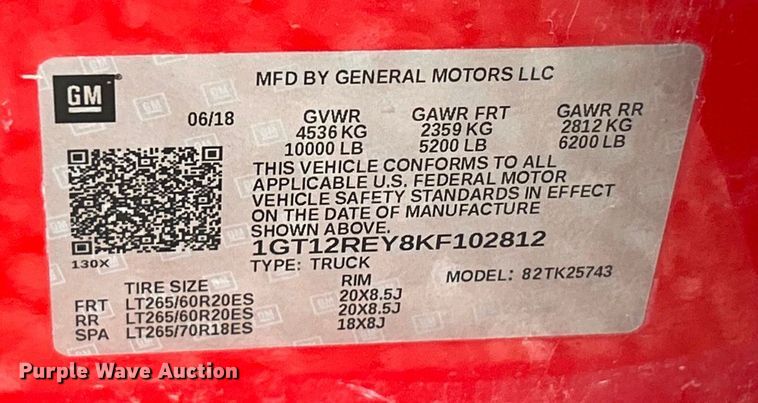 GM
MFD BY GENERAL MOTORS LLC
06/18 GVWR GAWR FRT GAWR RR
4536 KG 2359 KG 2812 KG
10000 LB 5200 LB 6200 LB
THIS VEHICLE CONFORMS TO ALL
APPLICABLE U.S. FEDERAL MOTOR
VEHICLE SAFETY STANDARDS IN EFFECT
ON THE DATE OF MANUFACTURE
SHOWN ABOVE.
130X
1GT12REY8KF102812
TYPE: TRUCK MODEL: 82TK25743
TIRE SIZE RIM
FRT LT265/60R20ES 20X8.5J
RR LT265/60R20ES 20X8.5J
SPA LT265/70R18ES 18X8J
Purple Wave Auction